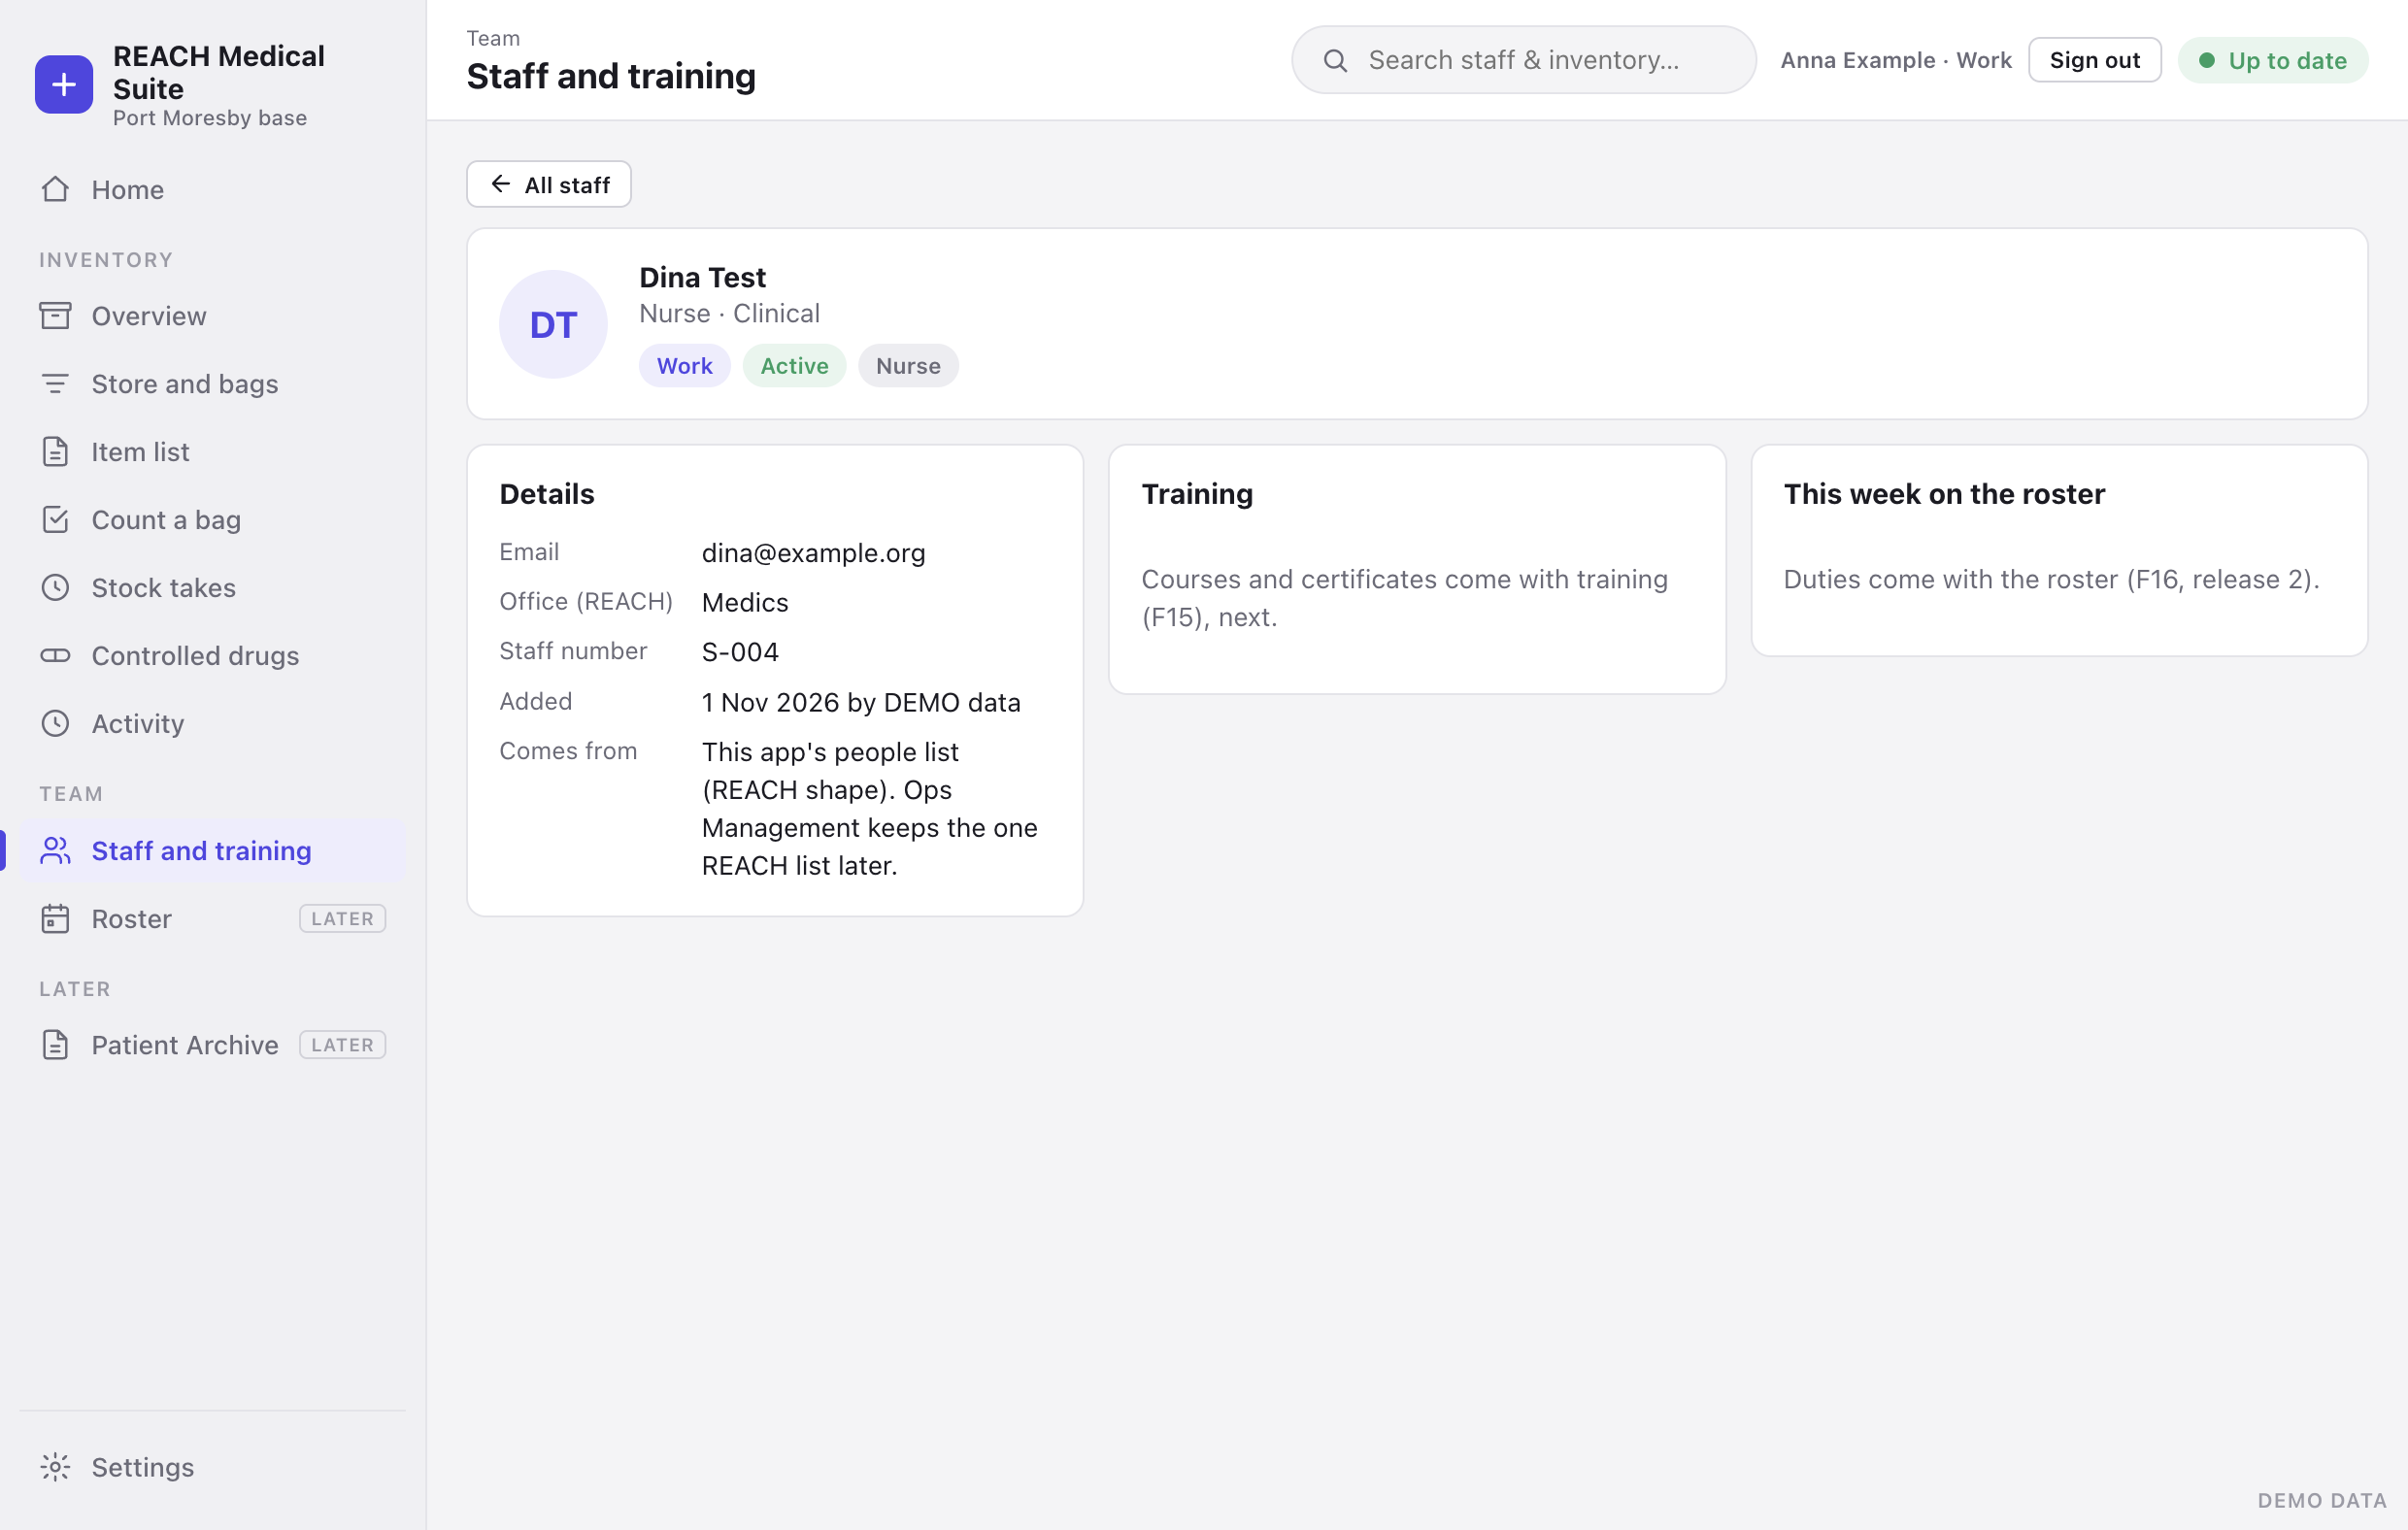 REACH Medical
Suite
Port Moresby base
Home
INVENTORY
Overview
Store and bags
Item list
Count a bag
Stock takes
Controlled drugs
Activity
TEAM
Staff and training
Roster LATER
LATER
Patient Archive LATER
Settings
Team
Staff and training
Search staff & inventory...
Anna Example · Work
Sign out
Up to date
← All staff
DT
Dina Test
Nurse · Clinical
Work Active Nurse
Details
Email dina@example.org
Office (REACH) Medics
Staff number S-004
Added 1 Nov 2026 by DEMO data
Comes from This app's people list
(REACH shape). Ops
Management keeps the one
REACH list later.
Training
Courses and certificates come with training
(F15), next.
This week on the roster
Duties come with the roster (F16, release 2).
DEMO DATA